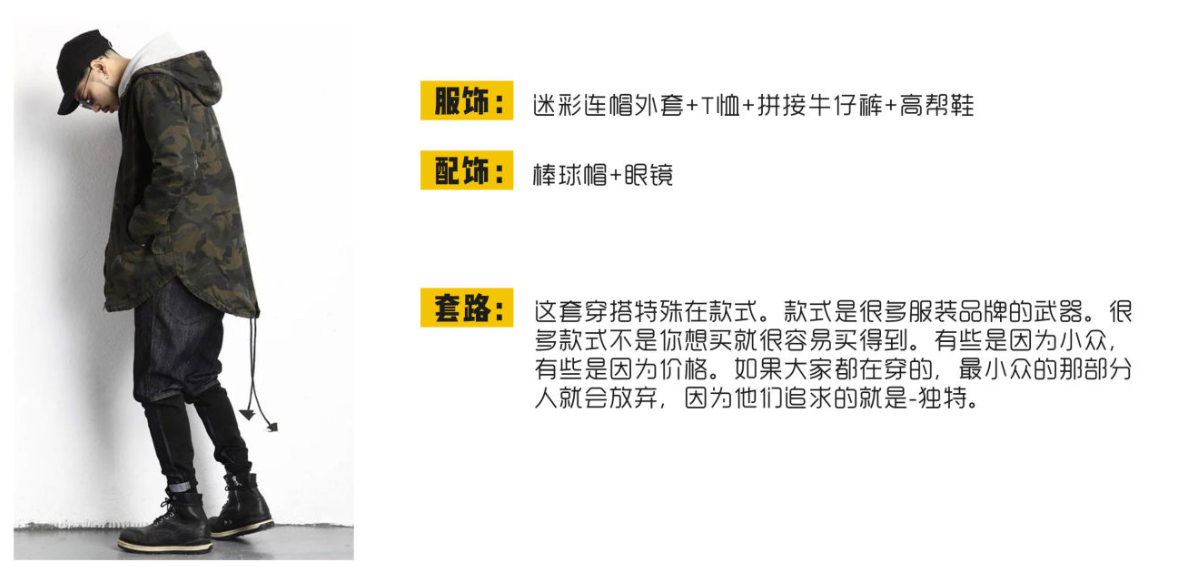 服饰： 迷彩连帽外套+T恤+拼接牛仔裤+高帮鞋
配饰： 棒球帽+眼镜
套路： 这套穿搭特殊在款式。款式是很多服装品牌的武器。很
多款式不是你想买就很容易买得到。有些是因为小众，
有些是因为价格。如果大家都在穿的，最小众的那部分
人就会放弃，因为他们追求的就是-独特。